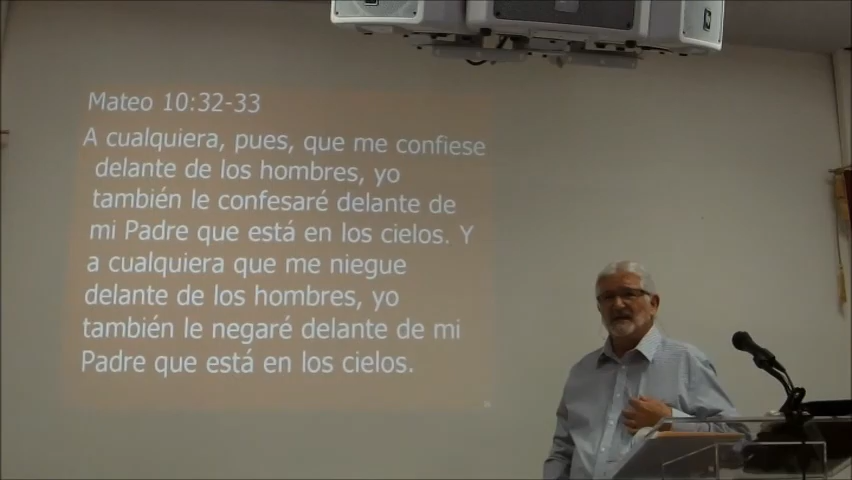 Mateo 10:32-33
A cualquiera, pues, que me confiese
delante de los hombres, yo
también le confesaré delante de
mi Padre que está en los cielos. Y
a cualquiera que me niegue
delante de los hombres, yo
también le negaré delante de mi
Padre que está en los cielos.